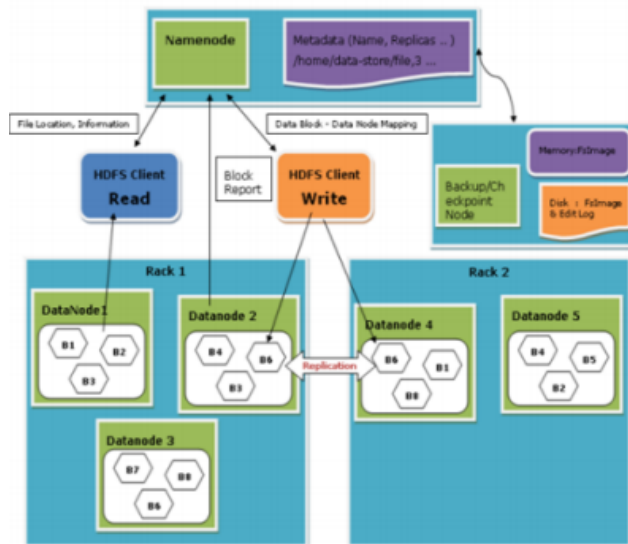 Namenode
Metadata (Name, Replicas .. )
/home/data-store/file,3 ...
File Location, Information
Data Block - Data Node Mapping
HDFS Client
Read
Block
Report
HDFS Client
Write
Memory:FsImage
Backup/Ch
eckpoint
Node
Disk : FsImage
& Edit Log
Rack 1
Rack 2
DataNode1
B1
B2
B3
Datanode 2
B4
B6
B3
Replication
Datanode 4
B6
B1
B8
Datanode 5
B4
B5
B2
Datanode 3
B7
B8
B6